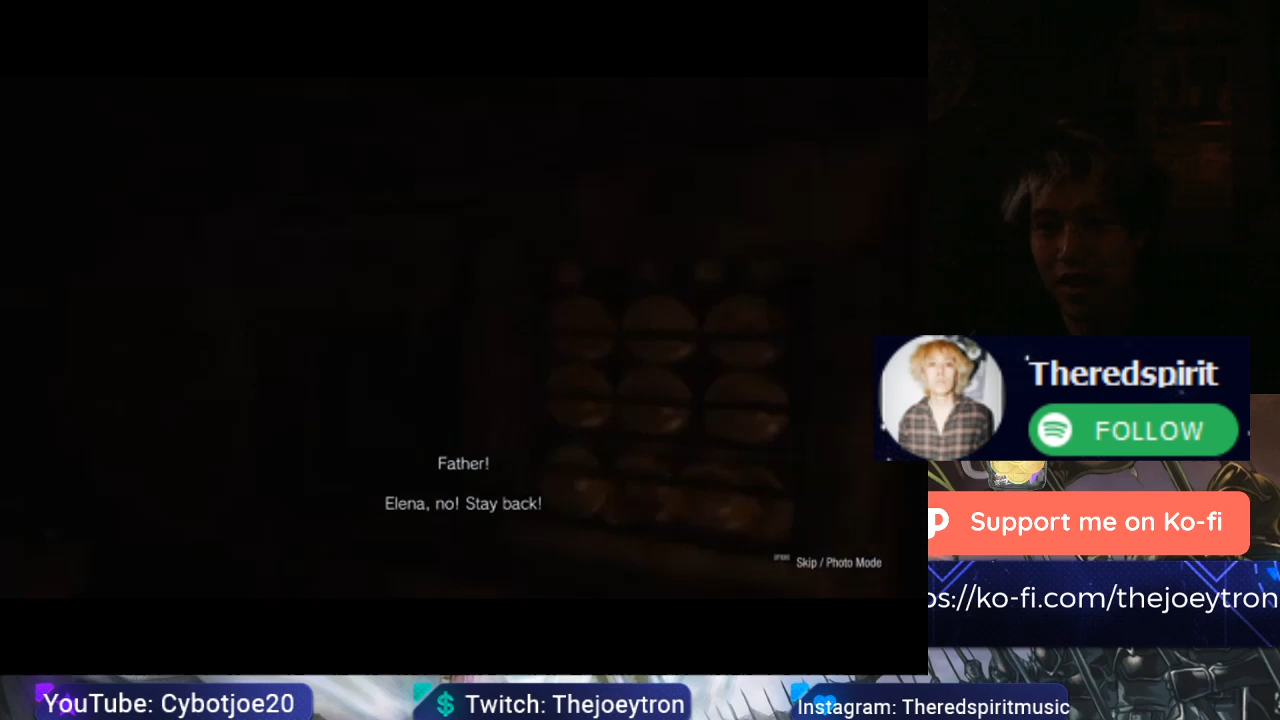 Father!
Elena, no! Stay back!
Skip / Photo Mode
Theredspirit
FOLLOW
Support me on Ko-fi
ps://ko-fi.com/thejoeytron
YouTube: Cybotjoe20
Twitch: Thejoeytron
Instagram: Theredspiritmusic